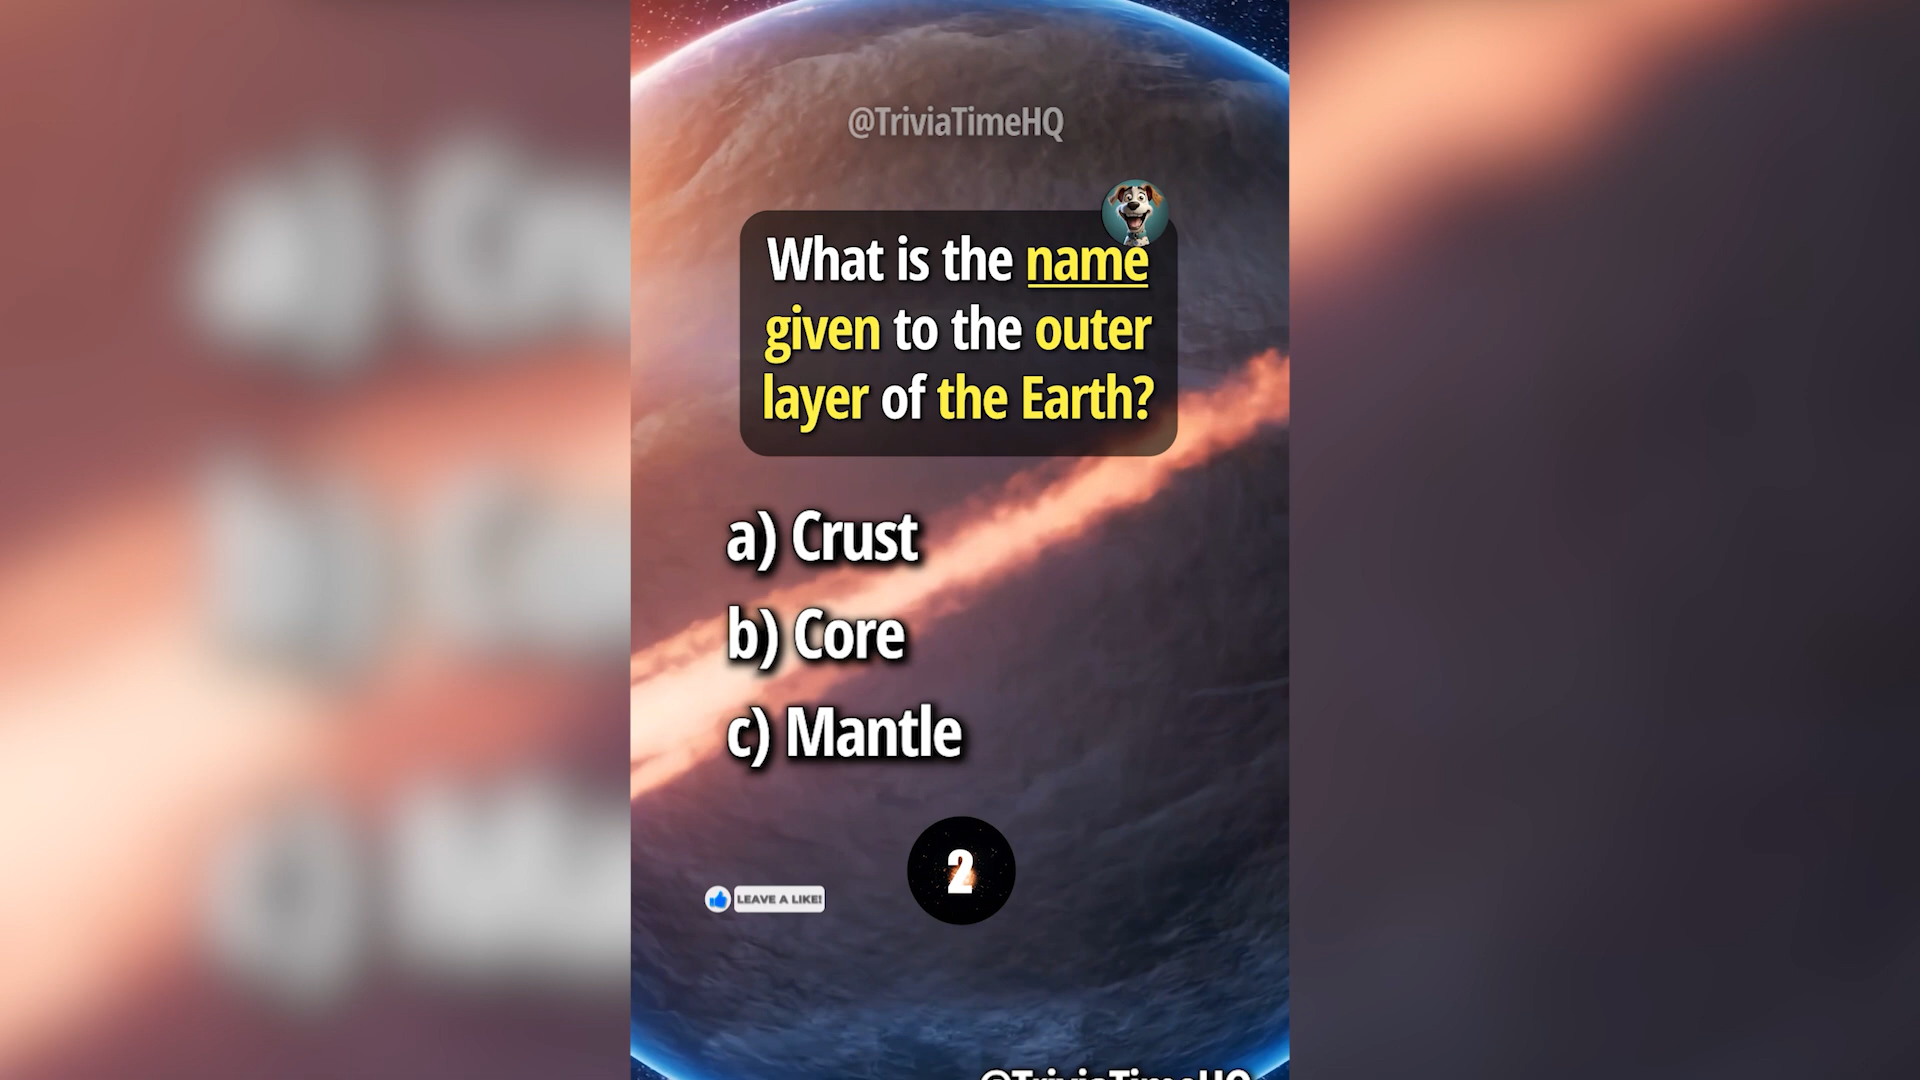 @TriviaTimeHQ
What is the name
given to the outer
layer of the Earth?
a) Crust
b) Core
c) Mantle
2
LEAVE A LIKE!
@TriviaTimeHQ